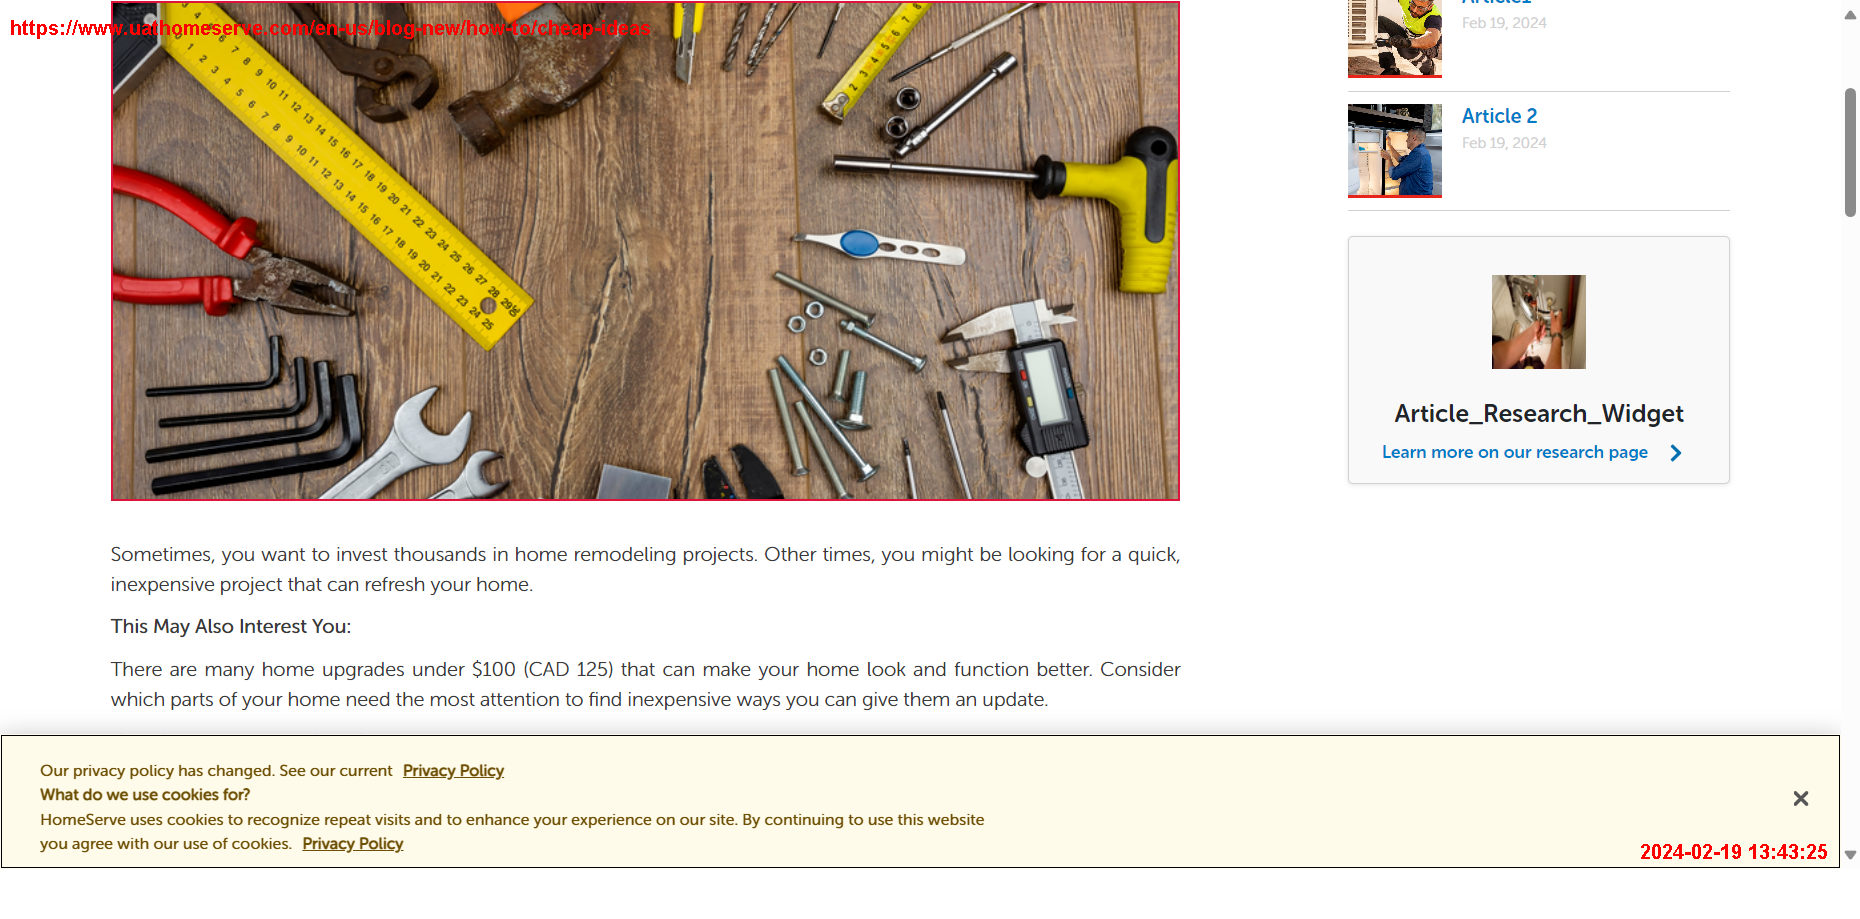 https://www.uathomeserve.com/en-us/blog-new/how-to/cheap-ideas
Article1
Feb 19, 2024
Article 2
Feb 19, 2024
Article_Research_Widget
Learn more on our research page
Sometimes, you want to invest thousands in home remodeling projects. Other times, you might be looking for a quick,
inexpensive project that can refresh your home.
This May Also Interest You:
There are many home upgrades under $100 (CAD 125) that can make your home look and function better. Consider
which parts of your home need the most attention to find inexpensive ways you can give them an update.
Our privacy policy has changed. See our current Privacy Policy
What do we use cookies for?
HomeServe uses cookies to recognize repeat visits and to enhance your experience on our site. By continuing to use this website
you agree with our use of cookies. Privacy Policy
2024-02-19 13:43:25